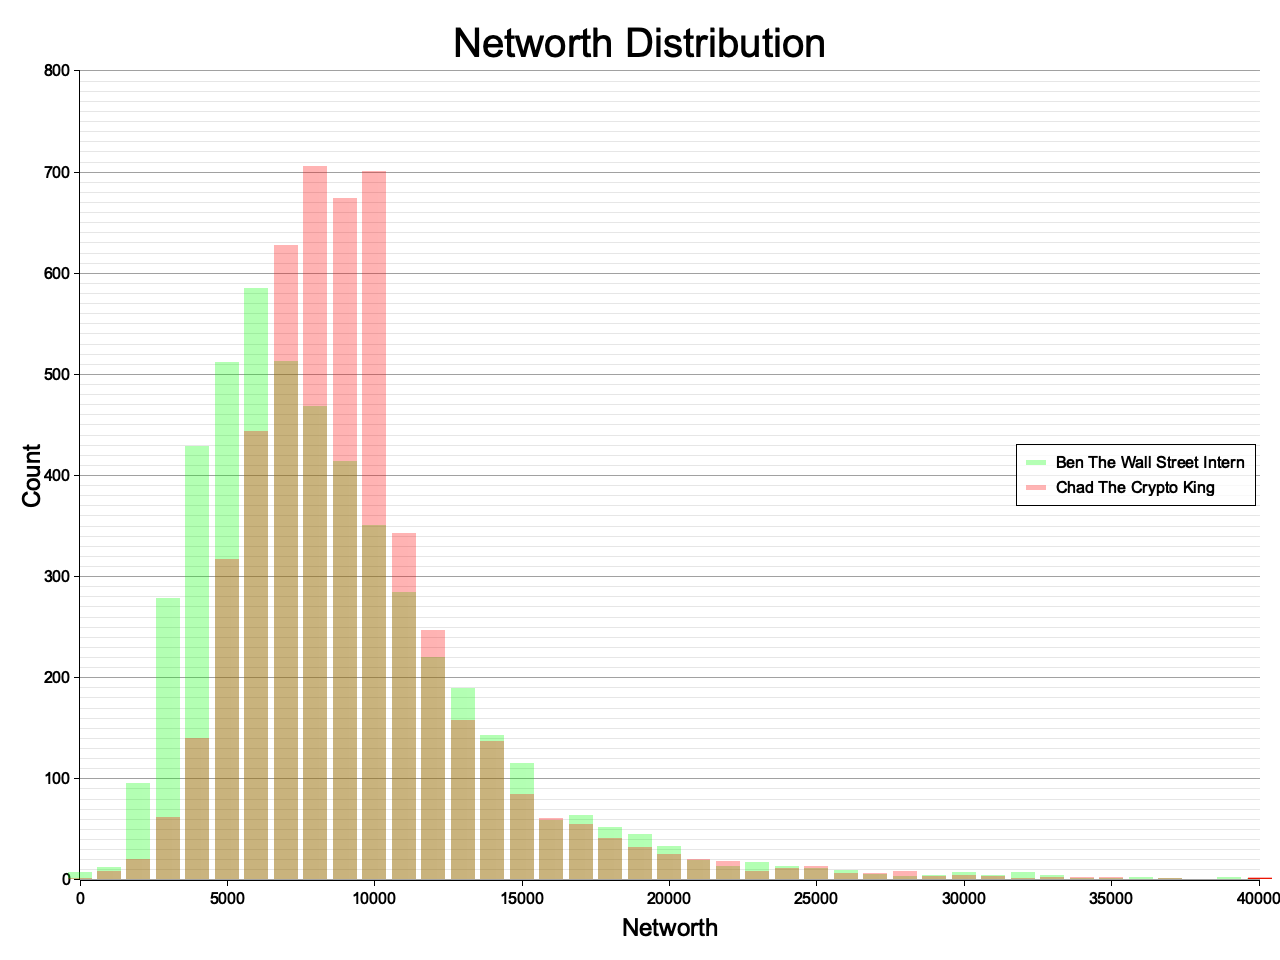 Networth Distribution
800
700
600
500
400
300
200
100
0
Count
Ben The Wall Street Intern
Chad The Crypto King
0 5000 10000 15000 20000 25000 30000 35000 40000
Networth